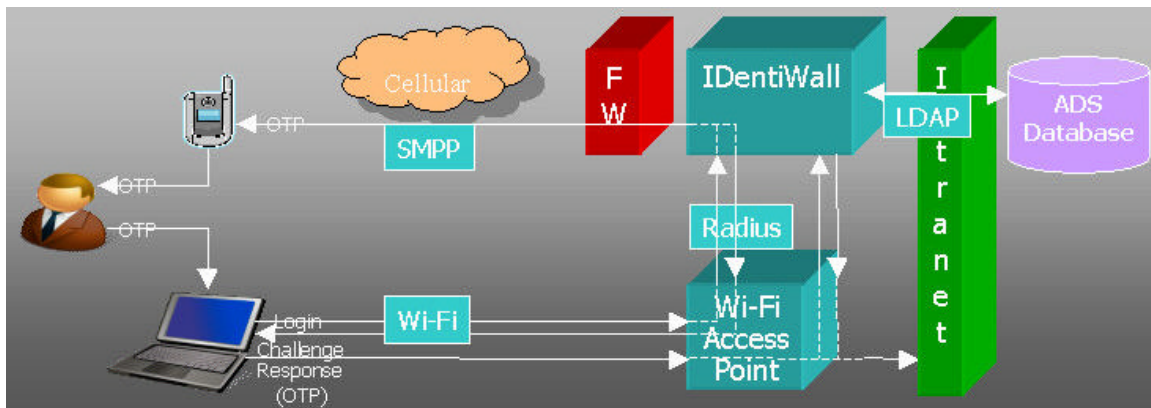 Cellular
F
W
IDentiWall
I
n
t
r
a
n
e
t
ADS
Database
LDAP
OTP
SMPP
OTP
OTP
Radius
Wi-Fi
Login
Challenge
Response
(OTP)
Wi-Fi
Access
Point